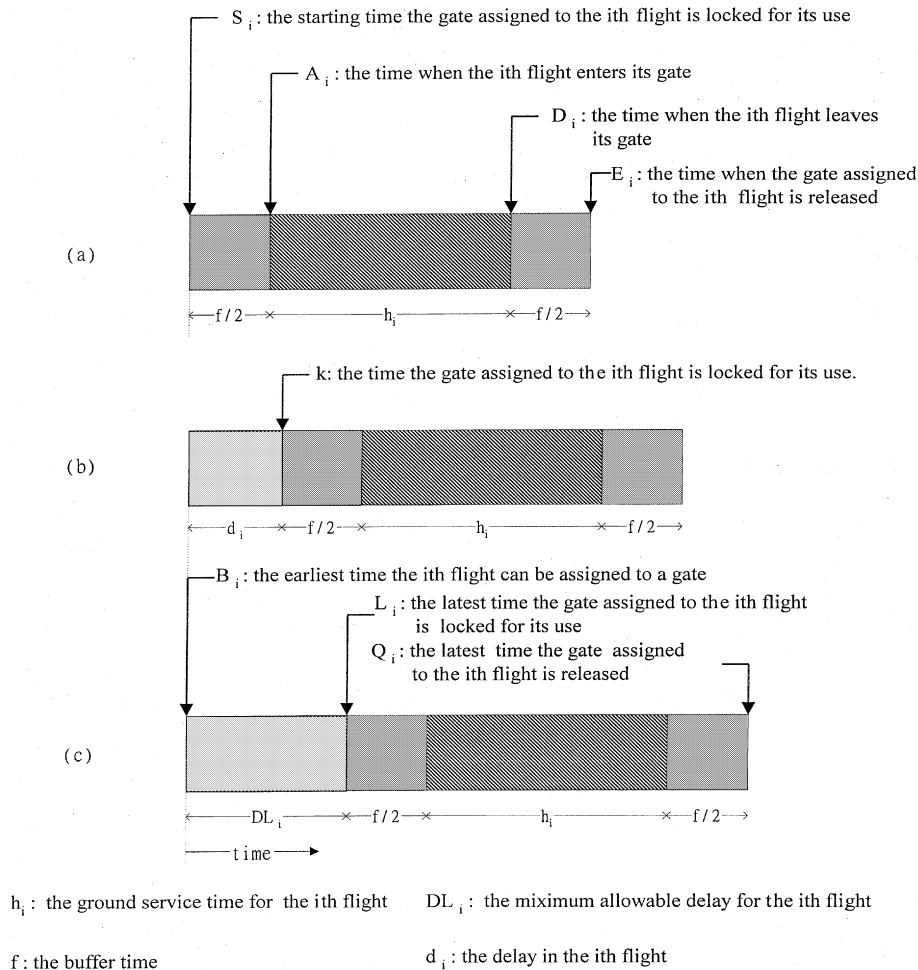 S i : the starting time the gate assigned to the ith flight is locked for its use
A i : the time when the ith flight enters its gate
D i : the time when the ith flight leaves
its gate
E i : the time when the gate assigned
to the ith flight is released
(a)
f/2 h i f/2
k: the time the gate assigned to the ith flight is locked for its use.
(b)
d i f/2 h i f/2
B i : the earliest time the ith flight can be assigned to a gate
L i : the latest time the gate assigned to the ith flight
is locked for its use
Q i : the latest time the gate assigned
to the ith flight is released
(c)
DL i f/2 h i f/2
time
h i : the ground service time for the ith flight
DL i : the miximum allowable delay for the ith flight
f : the buffer time
d i : the delay in the ith flight